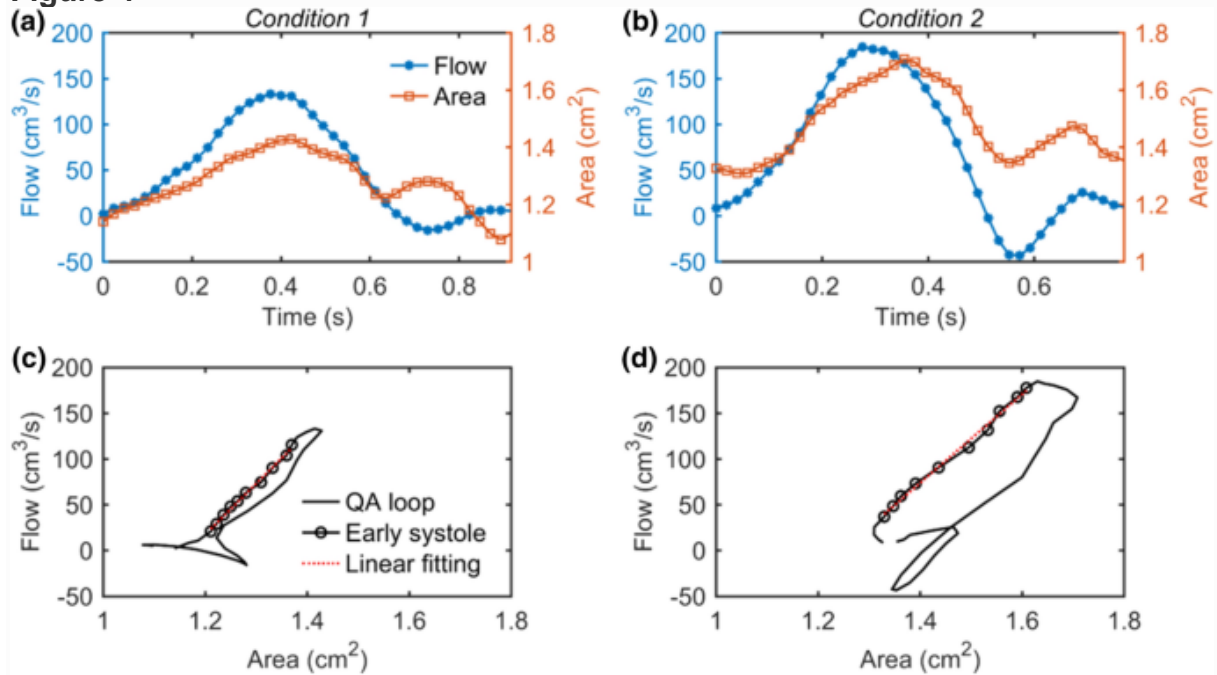 (a)
Condition 1
200
150
100
50
0
-50
Flow (cm³/s)
1.8
1.6
1.4
1.2
1
Area (cm²)
Flow
Area
0 0.2 0.4 0.6 0.8
Time (s)
(b)
Condition 2
200
150
100
50
0
-50
Flow (cm³/s)
1.8
1.6
1.4
1.2
1
Area (cm²)
0 0.2 0.4 0.6
Time (s)
(c)
200
150
100
50
0
-50
Flow (cm³/s)
QA loop
Early systole
Linear fitting
1 1.2 1.4 1.6 1.8
Area (cm²)
(d)
200
150
100
50
0
-50
Flow (cm³/s)
1 1.2 1.4 1.6 1.8
Area (cm²)